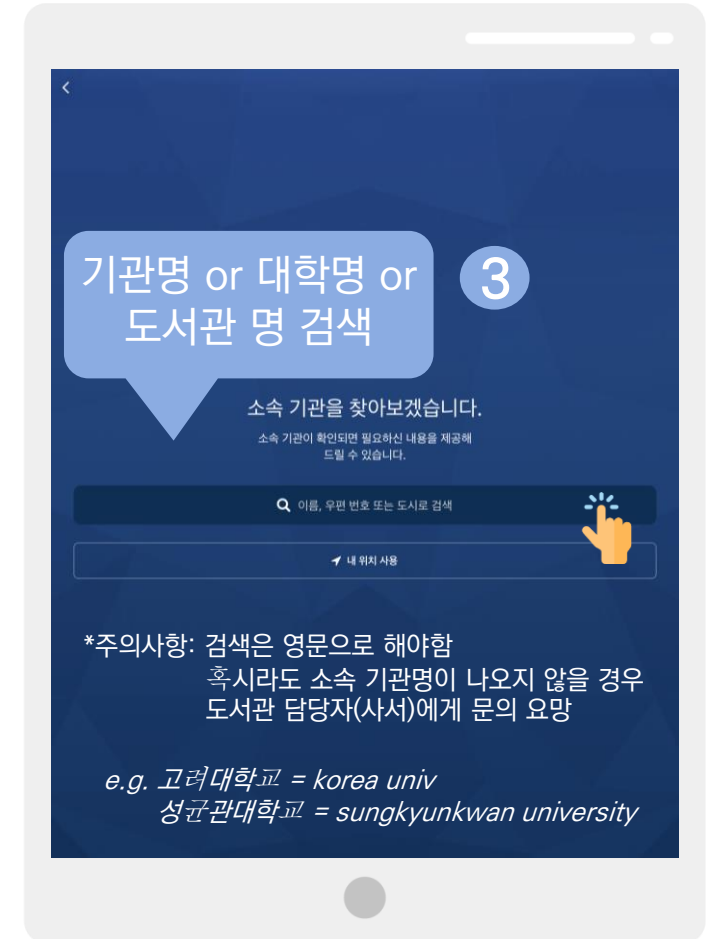 기관명 or 대학명 or
도서관 명 검색
3
소속 기관을 찾아보겠습니다.
소속 기관이 확인되면 필요하신 내용을 제공해
드릴 수 있습니다.
이름, 우편 번호 또는 도시로 검색
내 위치 사용
*주의사항: 검색은 영문으로 해야함
혹시라도 소속 기관명이 나오지 않을 경우
도서관 담당자(사서)에게 문의 요망
e.g. 고려대학교 = korea univ
성균관대학교 = sungkyunkwan university